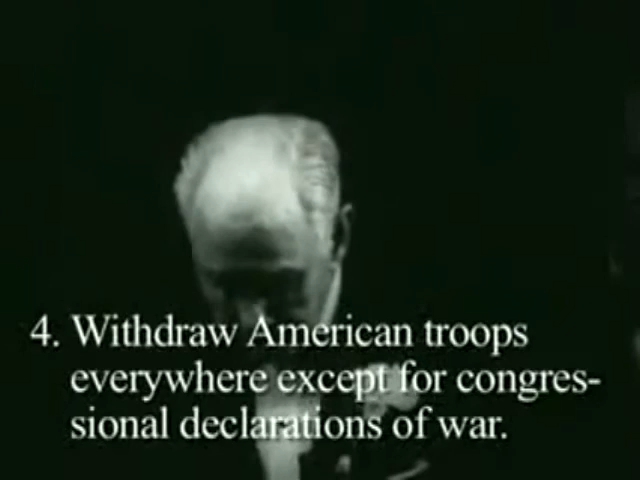 4. Withdraw American troops
everywhere except for congres-
sional declarations of war.